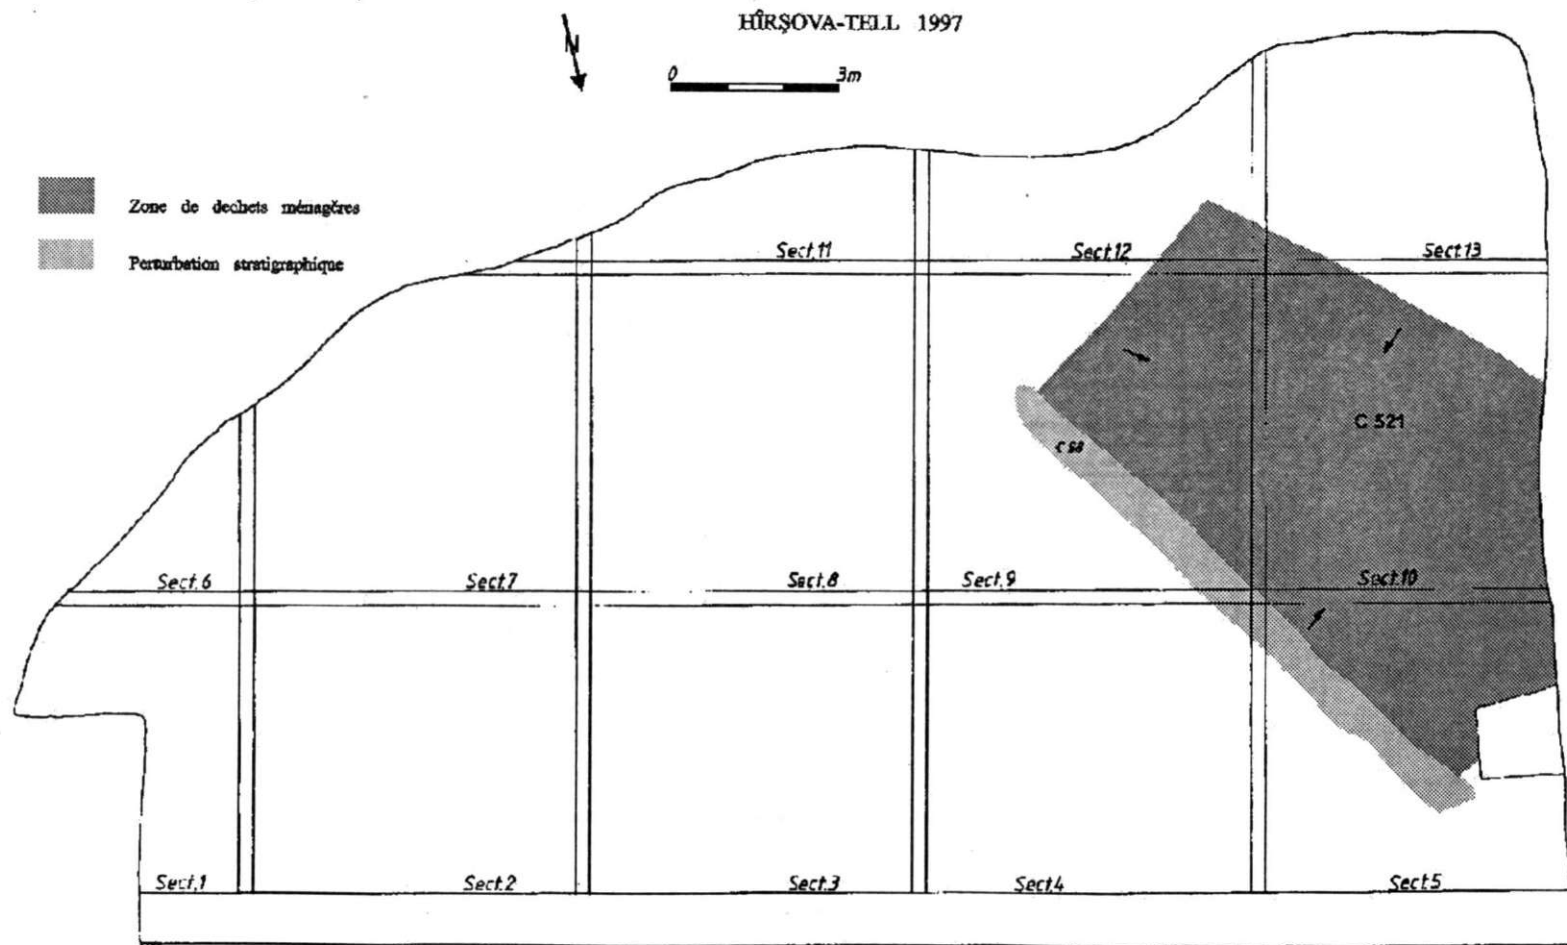 HÎRŞOVA-TELL 1997
N
0 3m
Zone de dechets ménagères
Perturbation stratigraphique
Sect.11
Sect.12
Sect.13
C 521
Sect.6
Sect.7
Sect.8
Sect.9
Sect.10
Sect.1
Sect.2
Sect.3
Sect.4
Sect.5